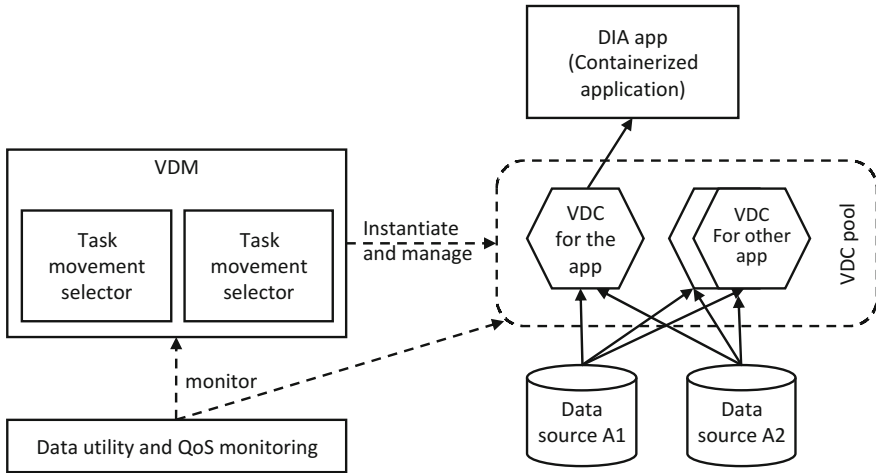 DIA app
(Containerized
application)
VDM
Task
movement
selector
Task
movement
selector
Instantiate
and manage
VDC
for the
app
VDC
For other
app
VDC pool
monitor
Data utility and QoS monitoring
Data
source A1
Data
source A2